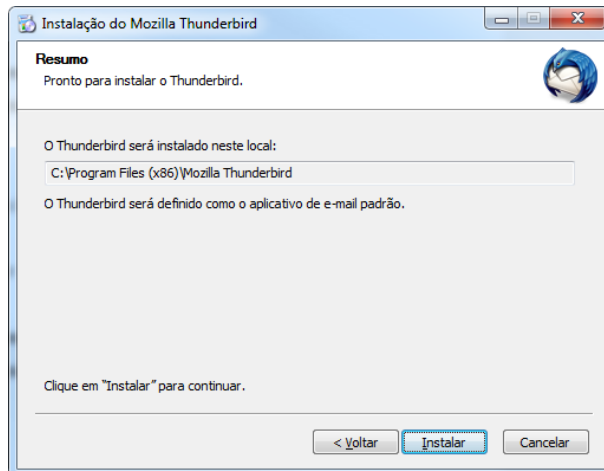 Instalação do Mozilla Thunderbird
Resumo
Pronto para instalar o Thunderbird.
O Thunderbird será instalado neste local:
C:\Program Files (x86)\Mozilla Thunderbird
O Thunderbird será definido como o aplicativo de e-mail padrão.
Clique em "Instalar" para continuar.
< Voltar Instalar Cancelar